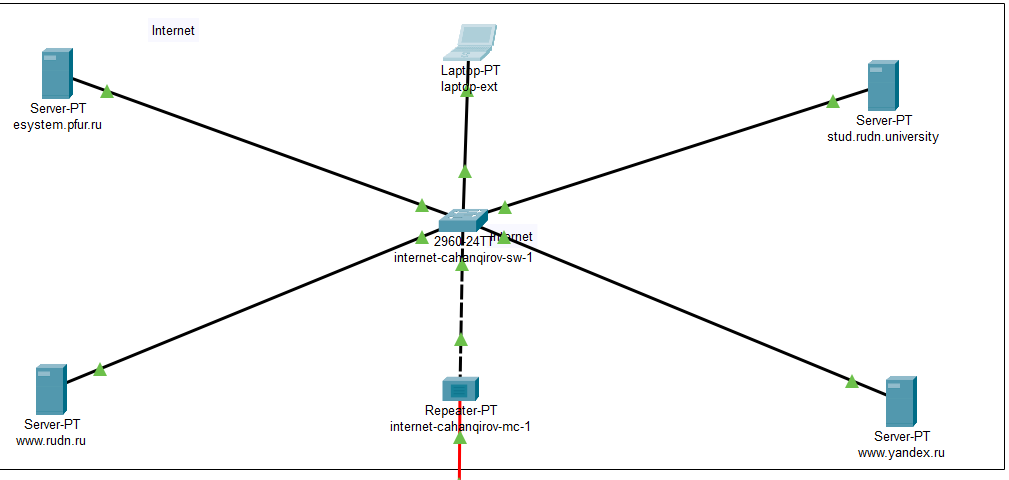 Internet
Laptop-PT
laptop-ext
Server-PT
esystem.pfur.ru
Server-PT
stud.rudn.university
Internet
2960-24TT
internet-cahanqirov-sw-1
Repeater-PT
internet-cahanqirov-mc-1
Server-PT
www.rudn.ru
Server-PT
www.yandex.ru